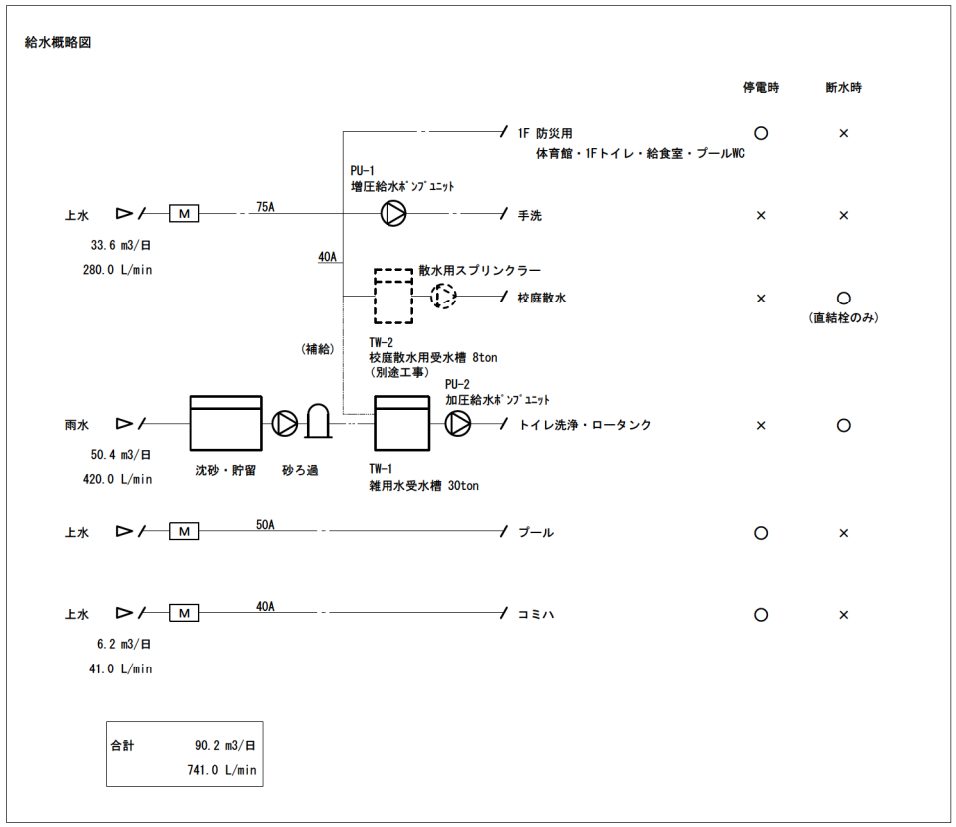 給水概略図
停電時 断水時
1F 防災用 ○ ×
体育館・1Fトイレ・給食室・プールWC
PU-1
増圧給水ポンプユニット
上水 M 75A 手洗 × ×
33.6 m3/日
280.0 L/min
40A
散水用スプリンクラー
校庭散水 × ○
(直結栓のみ)
TW-2
(補給)
校庭散水用受水槽 8ton
(別途工事)
PU-2
加圧給水ポンプユニット
雨水 トイレ洗浄・ロータンク × ○
50.4 m3/日
420.0 L/min
沈砂・貯留 砂ろ過
TW-1
雑用水受水槽 30ton
上水 M 50A プール ○ ×
上水 M 40A コミハ ○ ×
6.2 m3/日
41.0 L/min
合計 90.2 m3/日
741.0 L/min